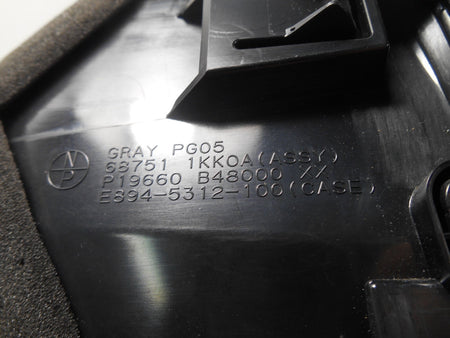 GRAY PG05
68751 1KK0A(ASSY)
P19660 B48000 XX
E894-5312-100(CASE)
N
P